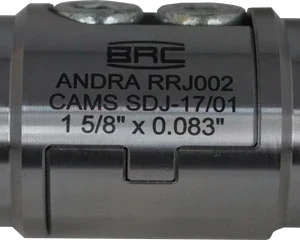 BRC
ANDRA RRJ002
CAMS SDJ-17/01
1 5/8" x 0.083"